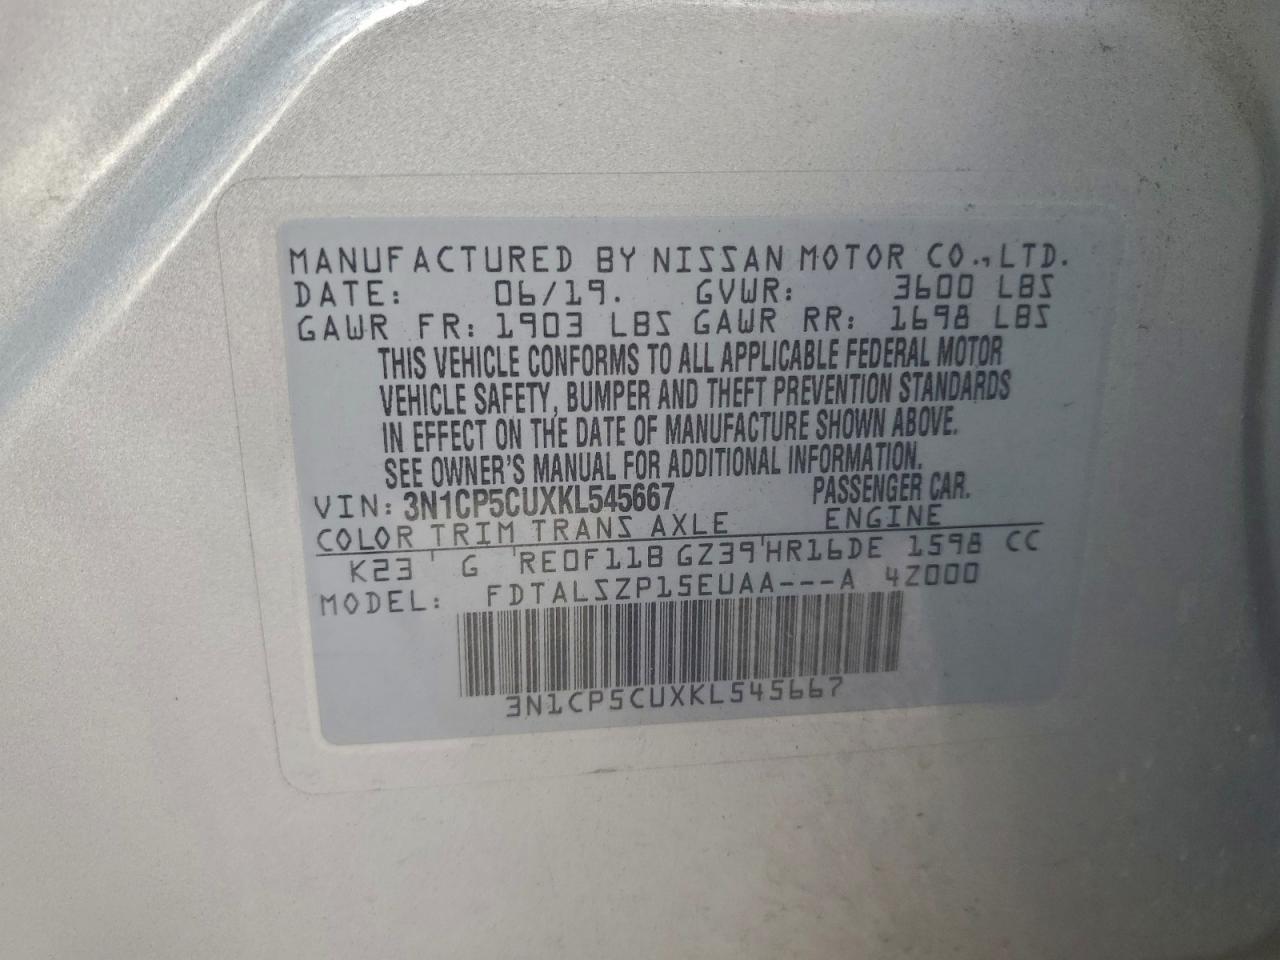 MANUFACTURED BY NISSAN MOTOR CO.,LTD.
DATE: 06/19. GVWR: 3600 LBS
GAWR FR: 1903 LBS GAWR RR: 1698 LBS
THIS VEHICLE CONFORMS TO ALL APPLICABLE FEDERAL MOTOR
VEHICLE SAFETY, BUMPER AND THEFT PREVENTION STANDARDS
IN EFFECT ON THE DATE OF MANUFACTURE SHOWN ABOVE.
SEE OWNER'S MANUAL FOR ADDITIONAL INFORMATION.
VIN: 3N1CP5CUXKL545667 PASSENGER CAR.
COLOR TRIM TRANS AXLE ENGINE
K23 G RE0F11B GZ39 HR16DE 1598 CC
MODEL: FDTALSZP15EUAA---A 4Z000
3N1CP5CUXKL545667